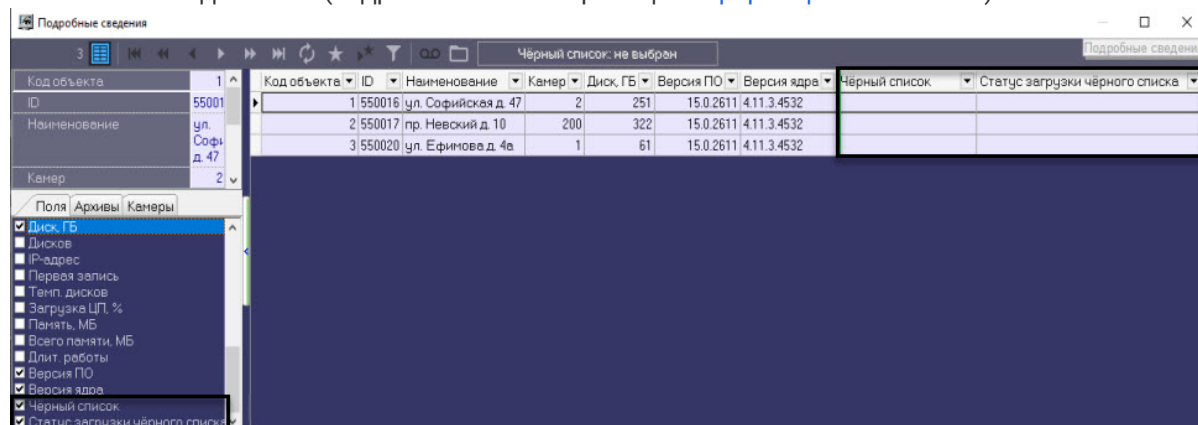 Подробные сведения
3 Чёрный список: не выбран
Подробные сведени
Код объекта 1
ID 55001
Наименование ул. Софи д. 47
Камер 2
Поля Архивы Камеры
Диск, ГБ
Дисков
IP-адрес
Первая запись
Темп. дисков
Загрузка ЦП, %
Память, МБ
Всего памяти, МБ
Длит. работы
Версия ПО
Версия ядра
Чёрный список
Статус загрузки чёрного списка
Код объекта ID Наименование Камер Диск, ГБ Версия ПО Версия ядра Чёрный список Статус загрузки чёрного списка
1 550016 ул. Софийская д. 47 2 251 15.0.2611 4.11.3.4532
2 550017 пр. Невский д. 10 200 322 15.0.2611 4.11.3.4532
3 550020 ул. Ефимова д. 4а 1 61 15.0.2611 4.11.3.4532